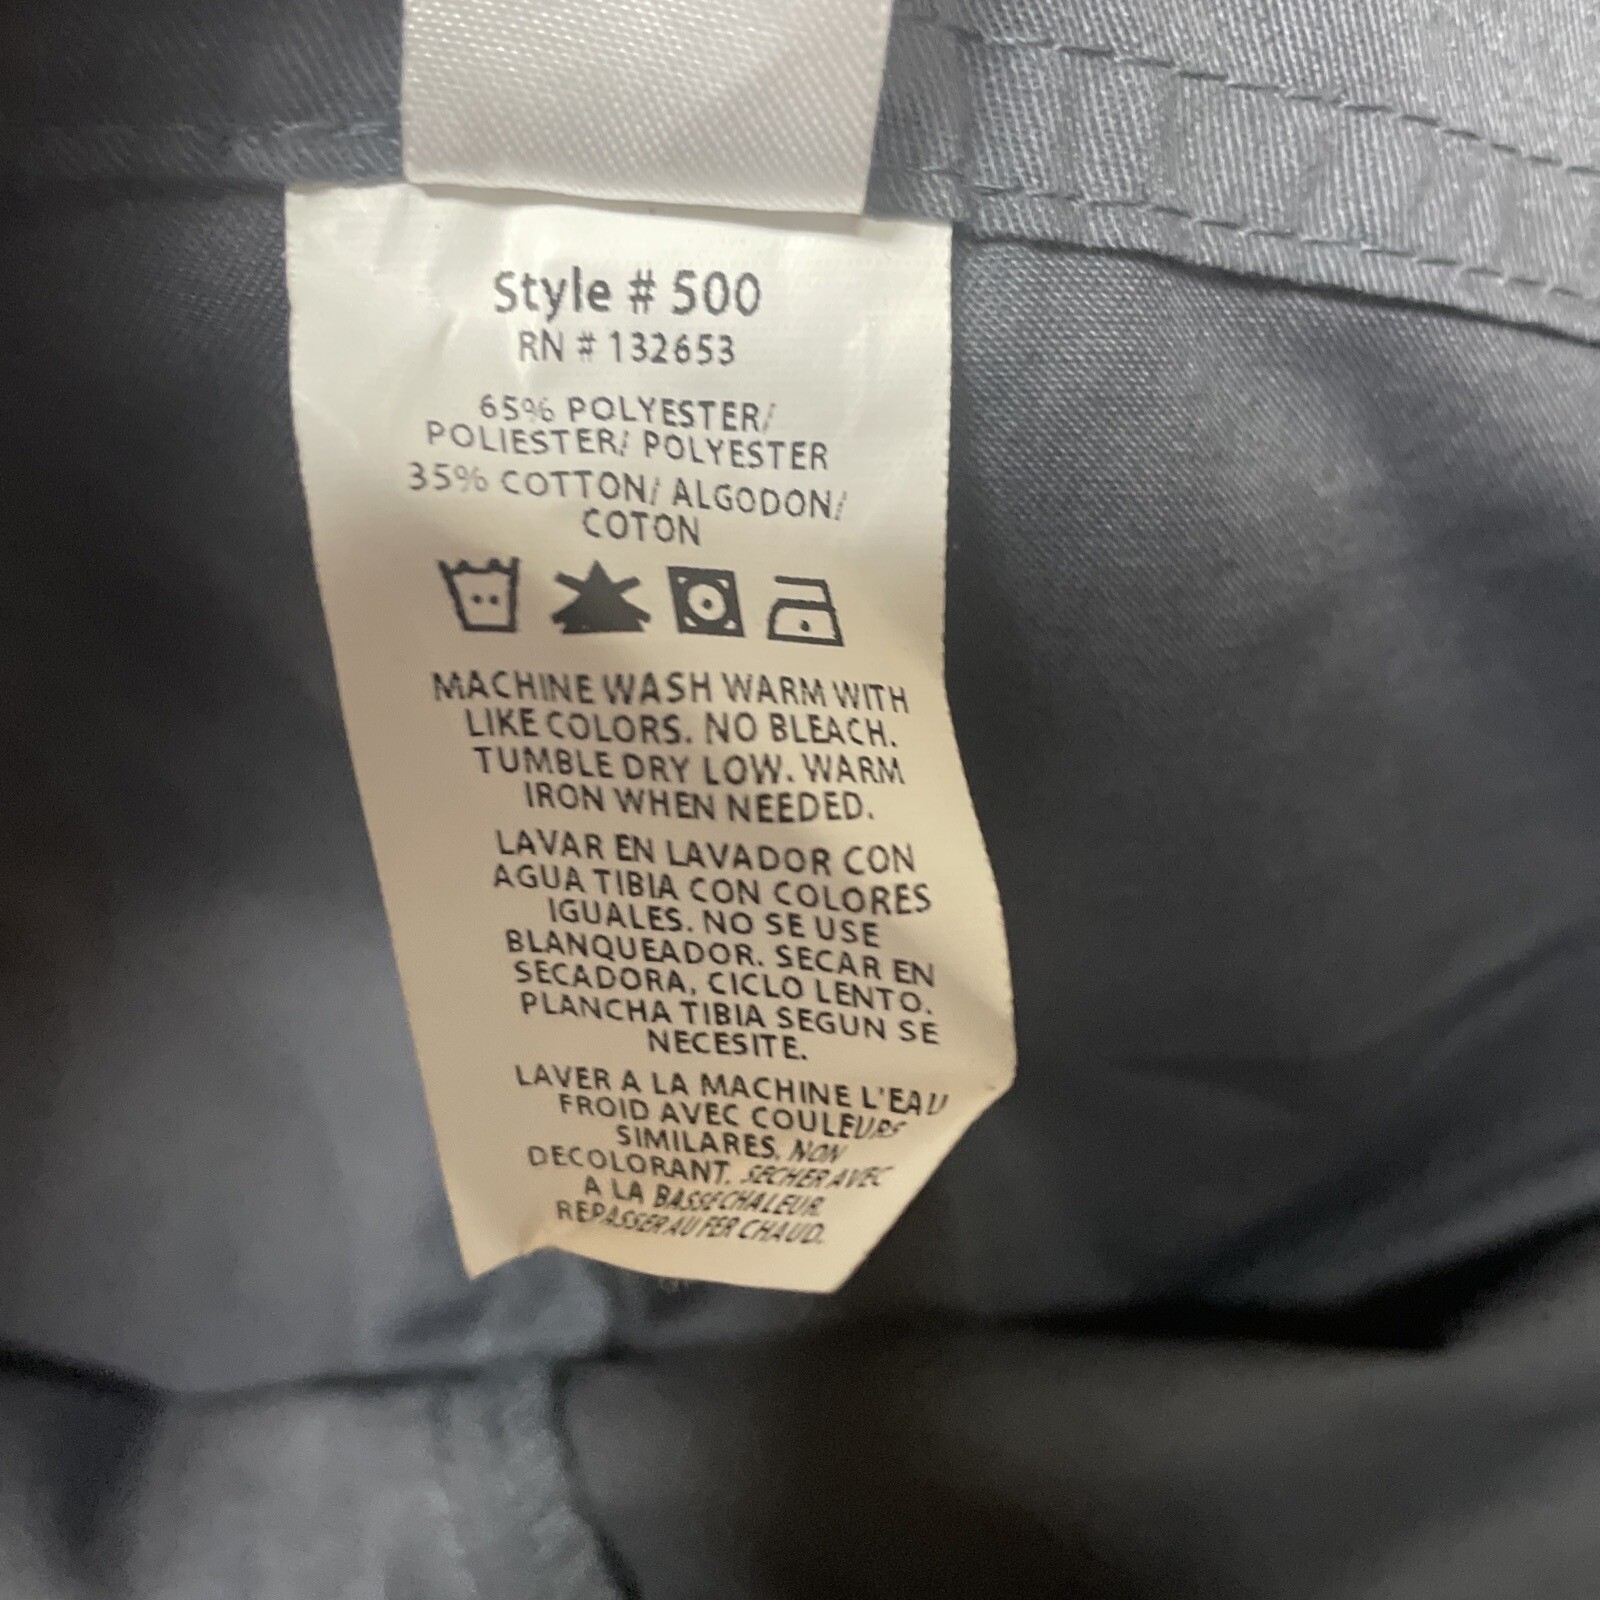 Style # 500
RN # 132653
65% POLYESTER/
POLIESTER/ POLYESTER
35% COTTON/ ALGODON/
COTON
MACHINE WASH WARM WITH
LIKE COLORS. NO BLEACH.
TUMBLE DRY LOW. WARM
IRON WHEN NEEDED.
LAVAR EN LAVADOR CON
AGUA TIBIA CON COLORES
IGUALES. NO SE USE
BLANQUEADOR. SECAR EN
SECADORA, CICLO LENTO.
PLANCHA TIBIA SEGUN SE
NECESITE.
LAVER A LA MACHINE L'EAU
FROID AVEC COULEURS
SIMILARES. NON
DECOLORANT. SECHER AVEC
A LA BASSE CHALEUR.
REPASSER AU FER CHAUD.